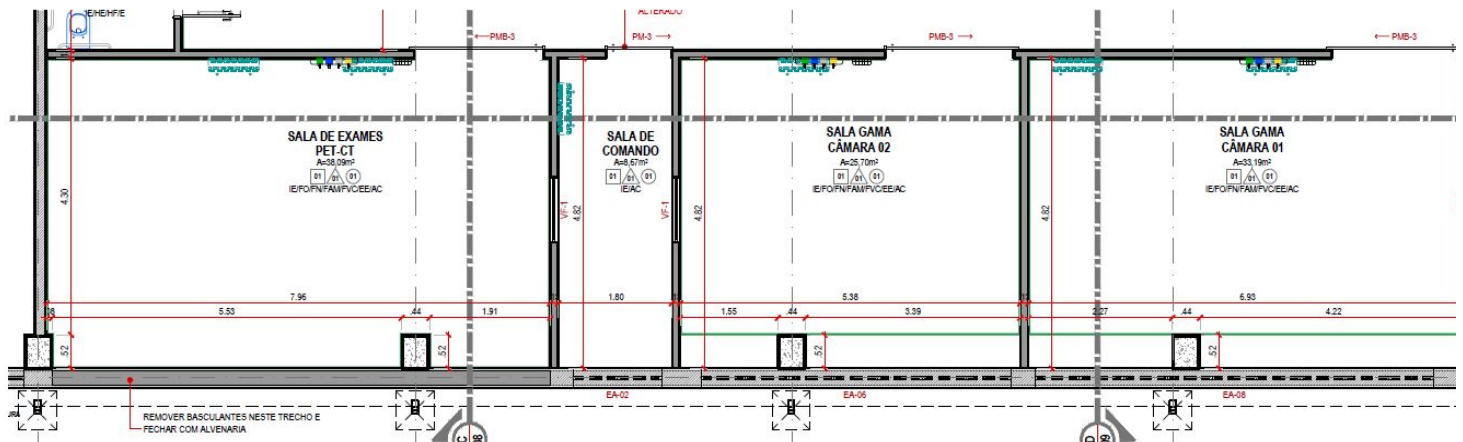 IE/HE/HF/E
ALTERADO
PMB-3
PM-3
PMB-3
PMB-3
SALA DE EXAMES
PET-CT
A=38,09m²
01 01 01
IE/FO/FN/FAM/FVC/EE/AC
SALA DE
COMANDO
A=8,67m²
01 01 01
IE/AC
SALA GAMA
CÂMARA 02
A=25,70m²
01 01 01
IE/FO/FN/FAM/FVC/EE/AC
SALA GAMA
CÂMARA 01
A=33,19m²
01 01 01
IE/FO/FN/FAM/FVC/EE/AC
4.30
VF-1
4.82
VF-1
4.82
4.82
7.96
1.80
5.38
6.93
5.53
.44
1.91
1.55
.44
3.39
2.27
.44
4.22
.52
.52
.52
.52
EA-02
EA-06
EA-08
REMOVER BASCULANTES NESTE TRECHO E
FECHAR COM ALVENARIA
C
D